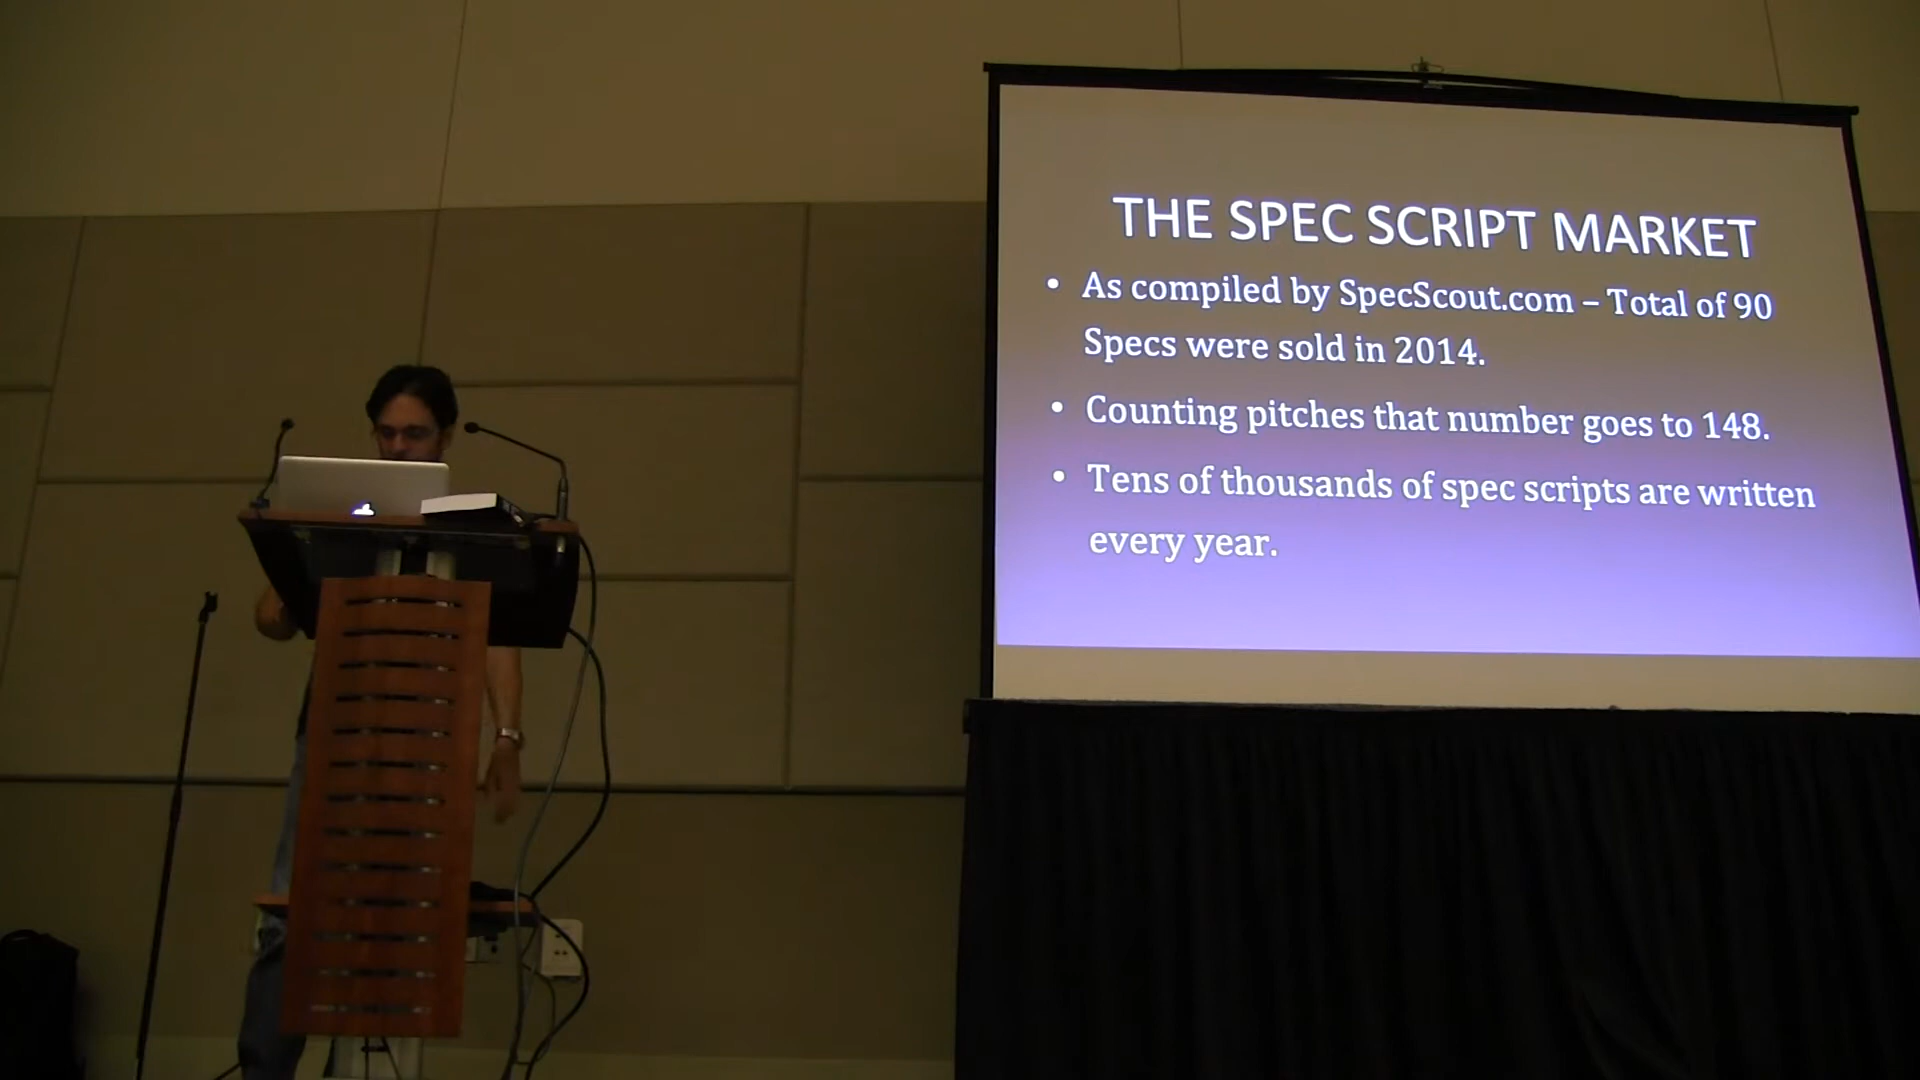 THE SPEC SCRIPT MARKET
• As compiled by SpecScout.com – Total of 90
Specs were sold in 2014.
• Counting pitches that number goes to 148.
• Tens of thousands of spec scripts are written
every year.